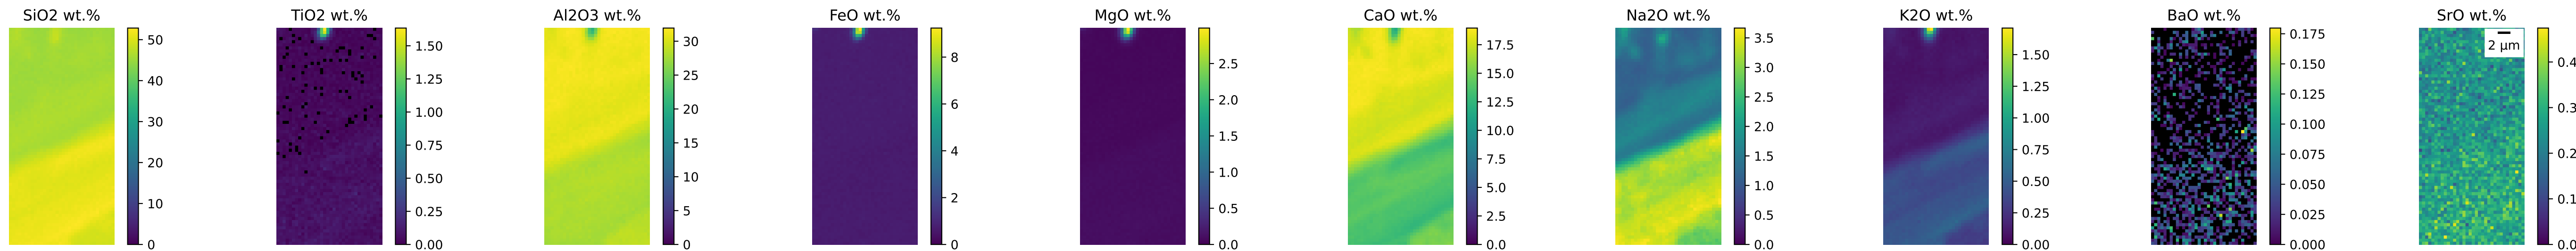 SiO2 wt.% TiO2 wt.% Al2O3 wt.% FeO wt.% MgO wt.% CaO wt.% Na2O wt.% K2O wt.% BaO wt.% SrO wt.%
50 40 30 20 10 0
1.50 1.25 1.00 0.75 0.50 0.25 0.00
30 25 20 15 10 5 0
8 6 4 2 0
2.5 2.0 1.5 1.0 0.5 0.0
17.5 15.0 12.5 10.0 7.5 5.0 2.5 0.0
3.5 3.0 2.5 2.0 1.5 1.0 0.5 0.0
1.50 1.25 1.00 0.75 0.50 0.25 0.00
0.175 0.150 0.125 0.100 0.075 0.050 0.025 0.000
2 μm
0.4 0.3 0.2 0.1